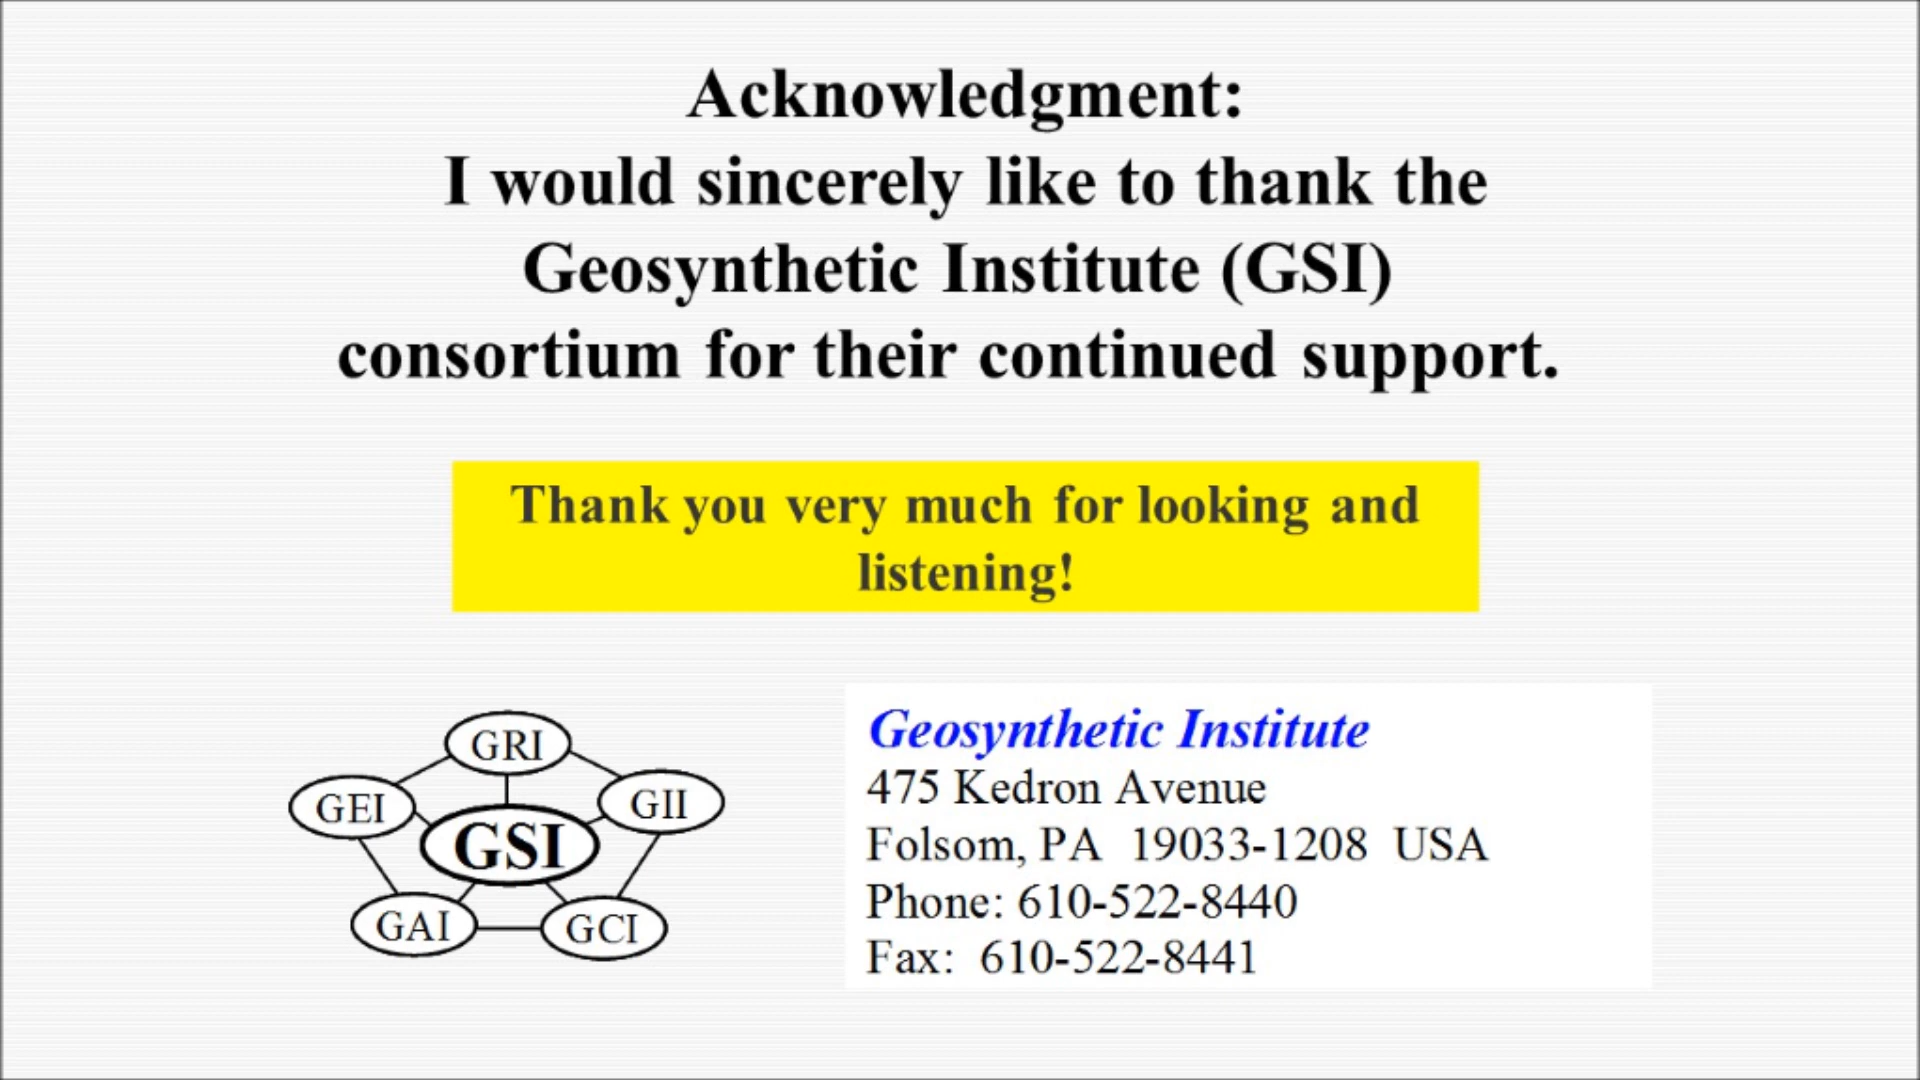 Acknowledgment:
I would sincerely like to thank the
Geosynthetic Institute (GSI)
consortium for their continued support.
Thank you very much for looking and
listening!
GRI
GEI
GII
GSI
GAI
GCI
Geosynthetic Institute
475 Kedron Avenue
Folsom, PA 19033-1208 USA
Phone: 610-522-8440
Fax: 610-522-8441